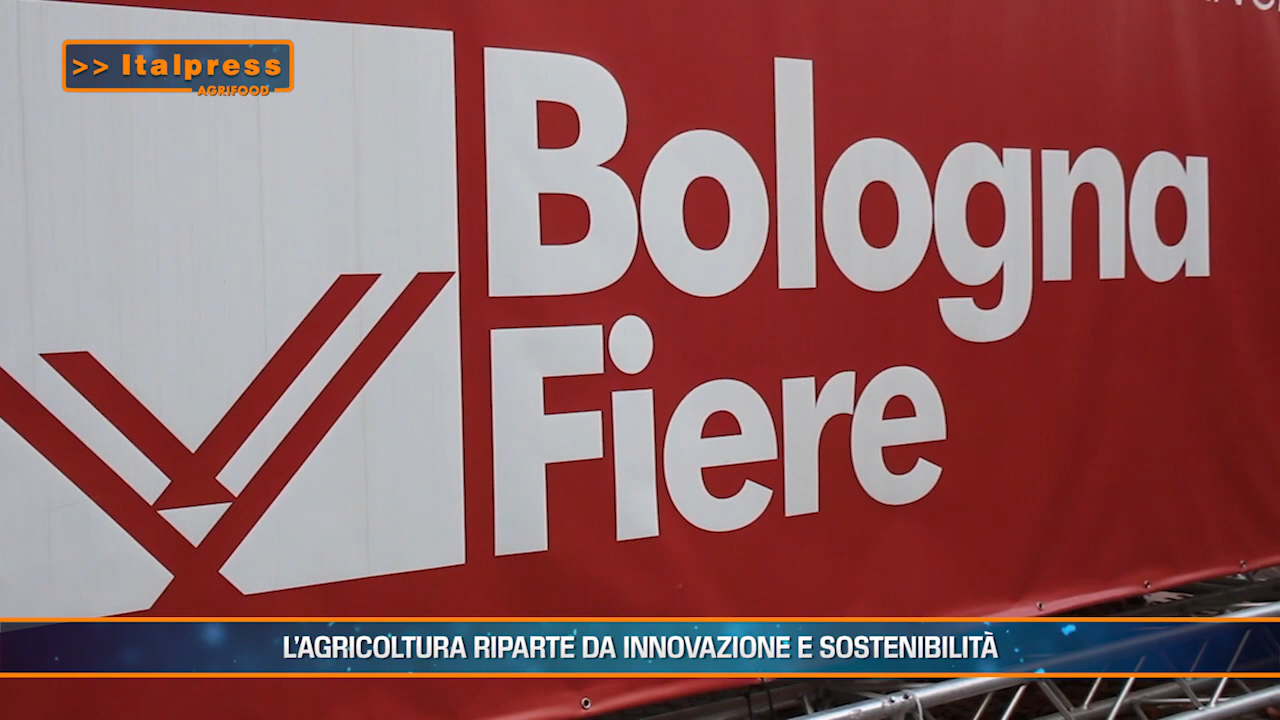 >> Italpress
AGRIFOOD
Bologna
Fiere
L'AGRICOLTURA RIPARTE DA INNOVAZIONE E SOSTENIBILITÀ